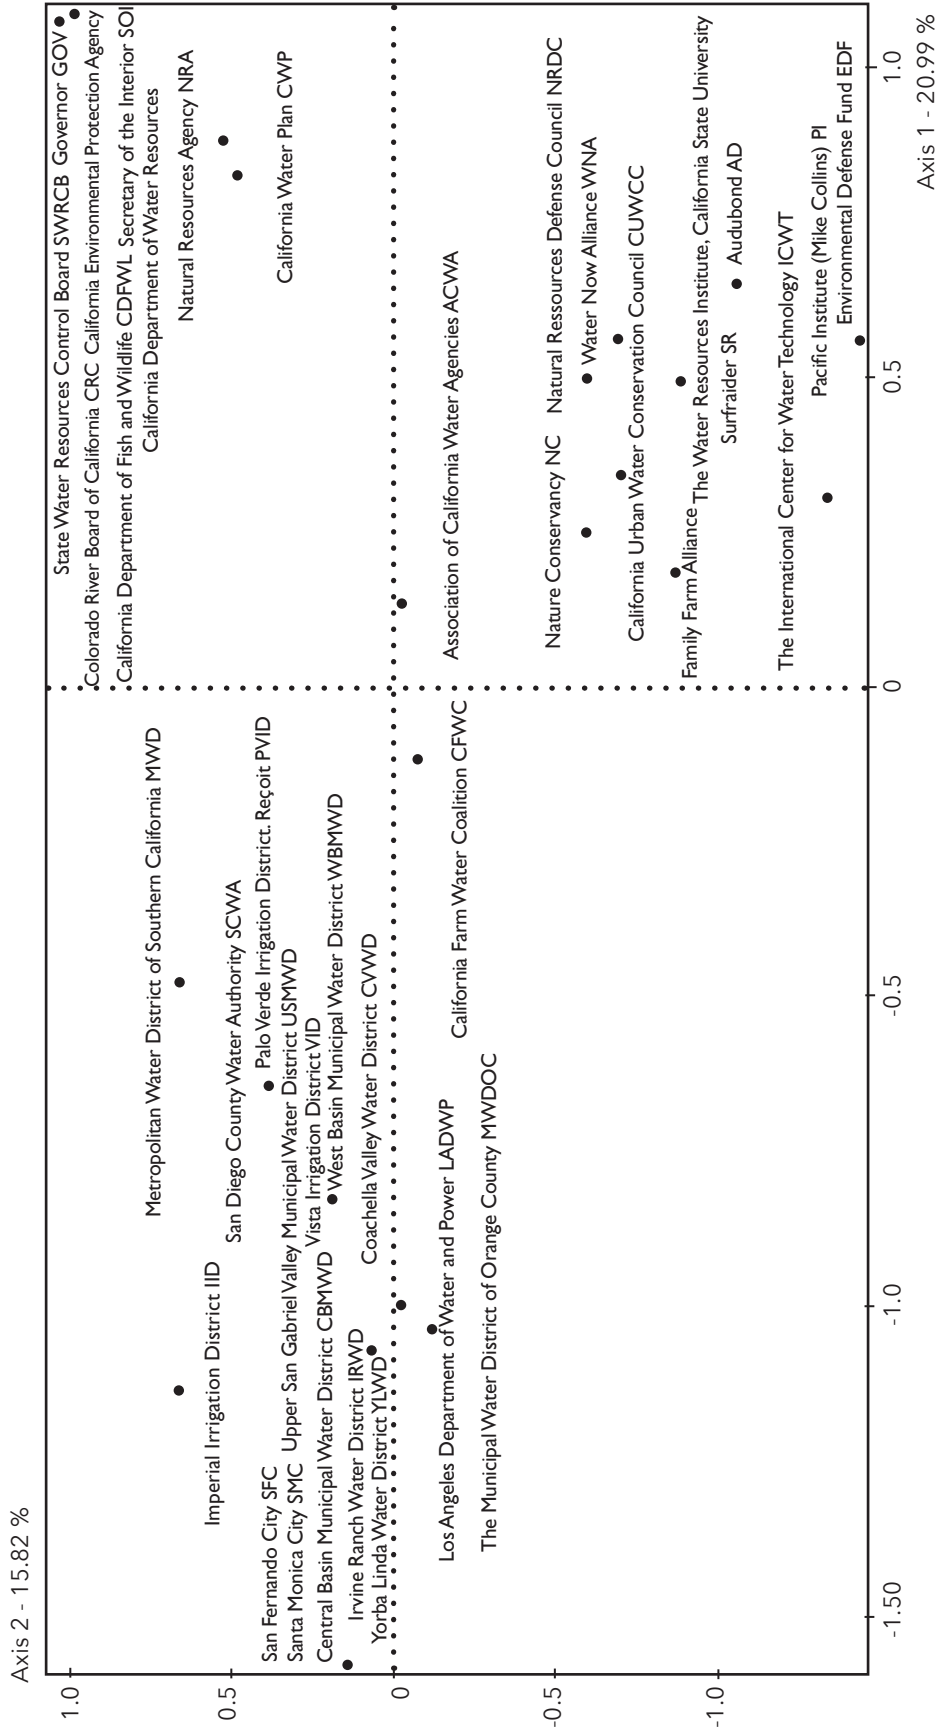 Axis 2 - 15.82 %
1.0
0.5
0
-0.5
-1.0
State Water Resources Control Board SWRCB Governor GOV
Colorado River Board of California CRC California Environmental Protection Agency
California Department of Fish and Wildlife CDFWL Secretary of the Interior SOI
California Department of Water Resources
Natural Resources Agency NRA
California Water Plan CWP
Metropolitan Water District of Southern California MWD
Imperial Irrigation District IID
San Diego County Water Authority SCWA
Palo Verde Irrigation District. Reçoit PVID
San Fernando City SFC
Santa Monica City SMC
Upper San Gabriel Valley Municipal Water District USMWD
Vista Irrigation District VID
Central Basin Municipal Water District CBMWD
West Basin Municipal Water District WBMWD
Irvine Ranch Water District IRWD
Coachella Valley Water District CVWD
Yorba Linda Water District YLWD
Los Angeles Department of Water and Power LADWP
California Farm Water Coalition CFWC
The Municipal Water District of Orange County MWDOC
Association of California Water Agencies ACWA
Nature Conservancy NC
Natural Ressources Defense Council NRDC
Water Now Alliance WNA
California Urban Water Conservation Council CUWCC
Family Farm Alliance
The Water Resources Institute, California State University
Surfraider SR
Audubond AD
The International Center for Water Technology ICWT
Pacific Institute (Mike Collins) PI
Environmental Defense Fund EDF
-1.50
-1.0
-0.5
0
0.5
1.0
Axis 1 - 20.99 %